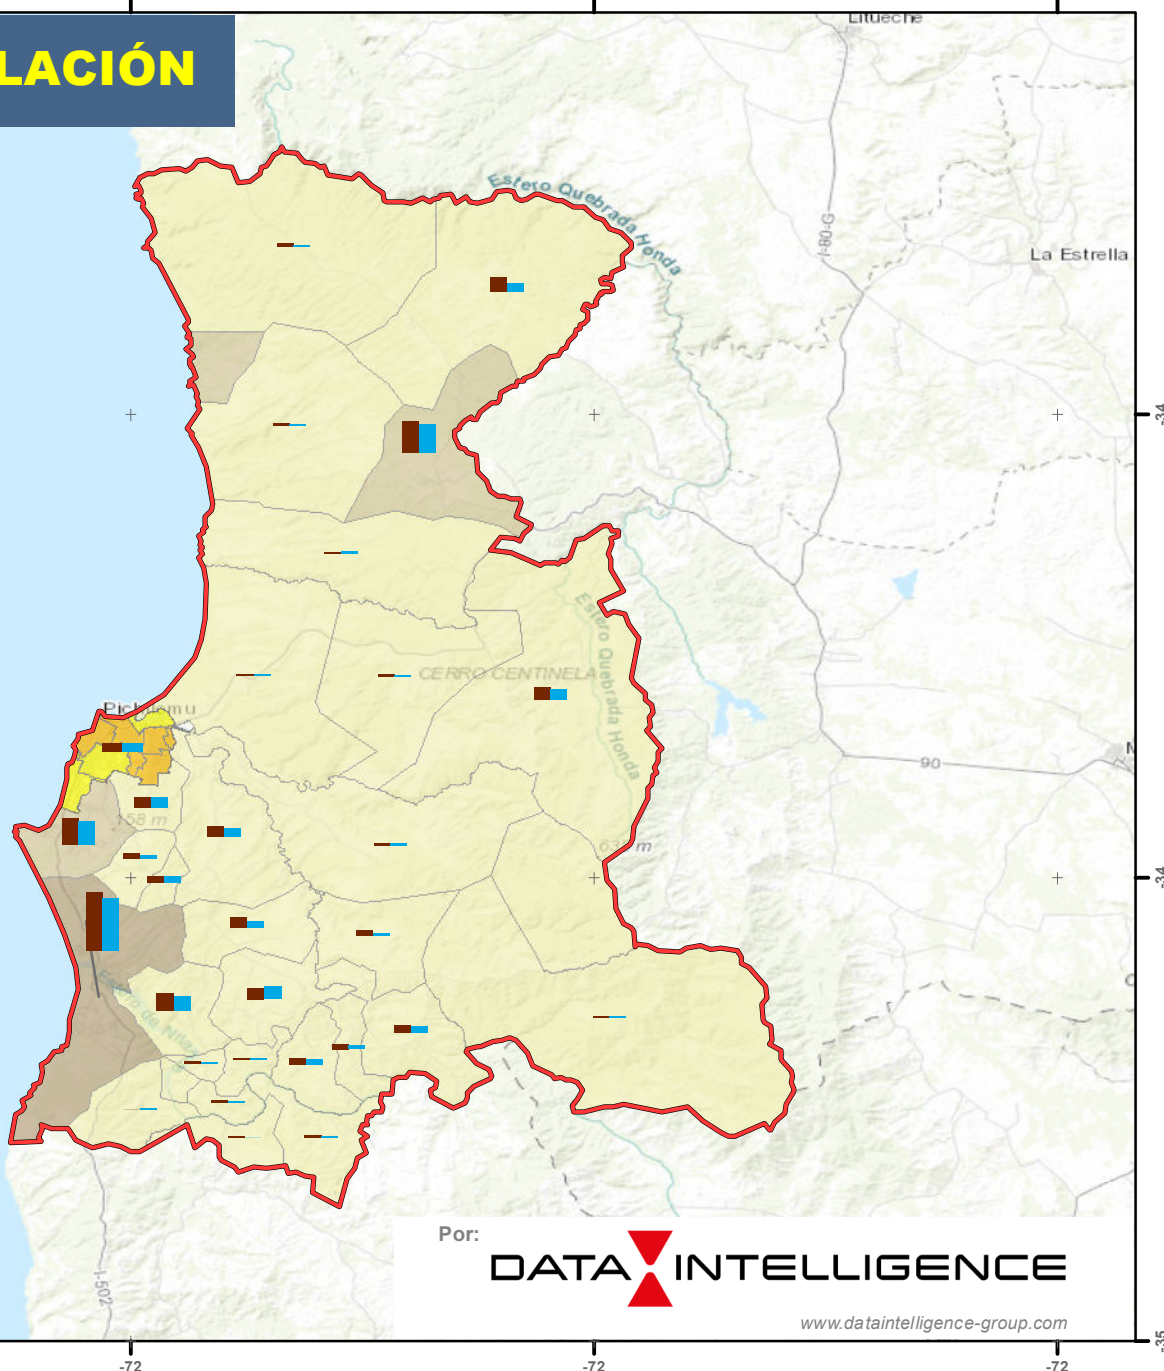 Litueche
LACIÓN
Estero Quebrada Honda
I-80-G
La Estrella
34
Estero Quebrada Honda
CERRO CENTINELA
Pichilemu
90
158 m
m
34
Estero de Nilahue
I-502
Por:
DATA INTELLIGENCE
www.dataintelligence-group.com
35
-72
-72
-72